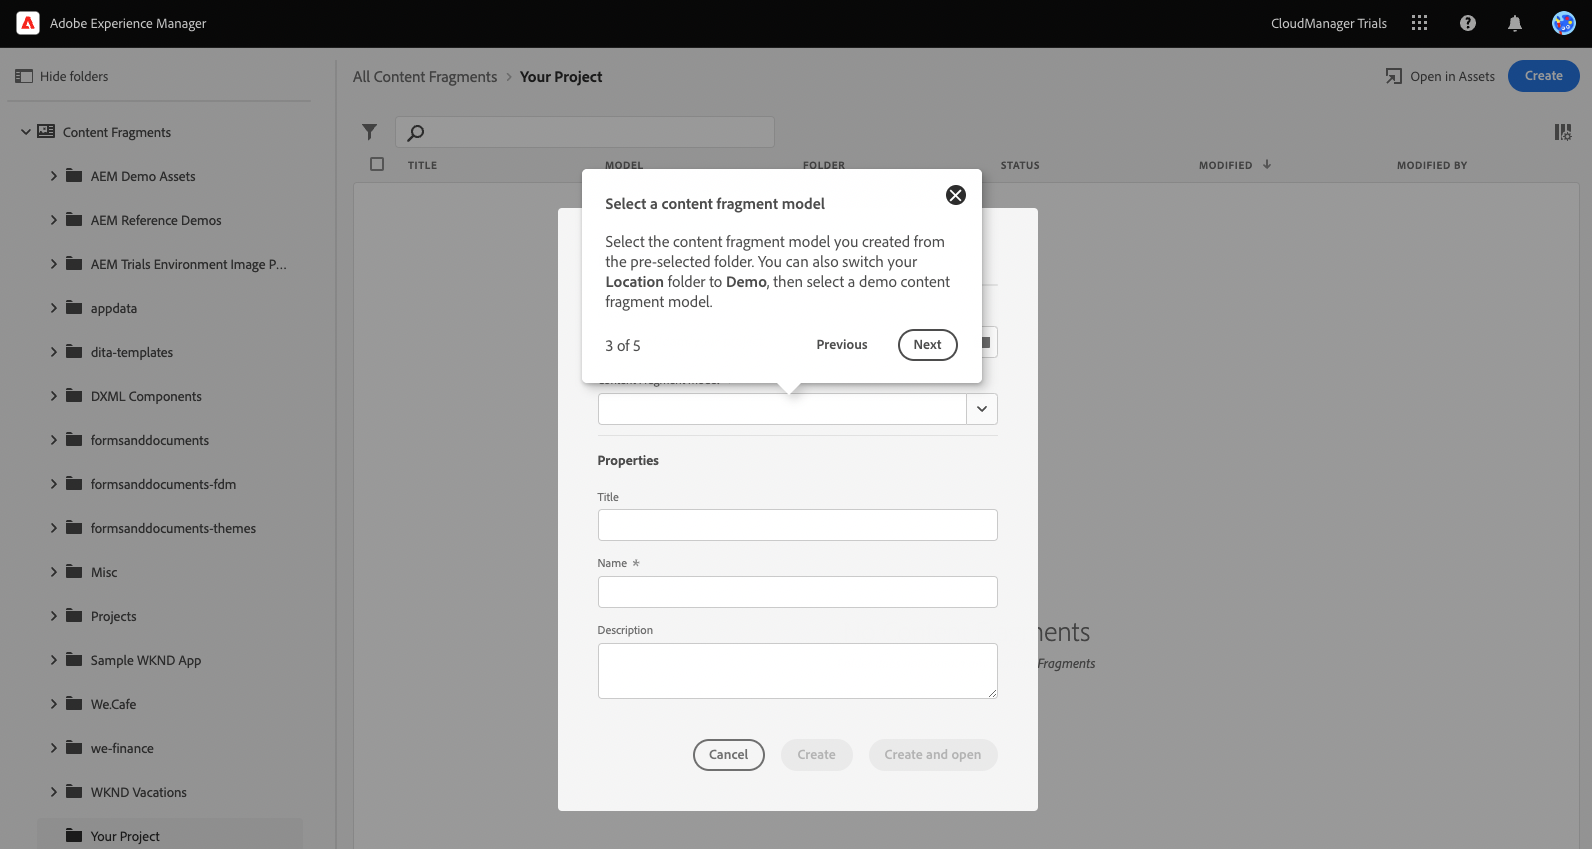 Adobe Experience Manager
CloudManager Trials
Hide folders
All Content Fragments › Your Project
Open in Assets
Create
Content Fragments
AEM Demo Assets
AEM Reference Demos
AEM Trials Environment Image P...
appdata
dita-templates
DXML Components
formsanddocuments
formsanddocuments-fdm
formsanddocuments-themes
Misc
Projects
Sample WKND App
We.Cafe
we-finance
WKND Vacations
Your Project
TITLE MODEL FOLDER STATUS MODIFIED MODIFIED BY
Select a content fragment model
Select the content fragment model you created from
the pre-selected folder. You can also switch your
Location folder to Demo, then select a demo content
fragment model.
3 of 5
Previous
Next
Properties
Title
Name *
Description
Cancel
Create
Create and open
Fragments